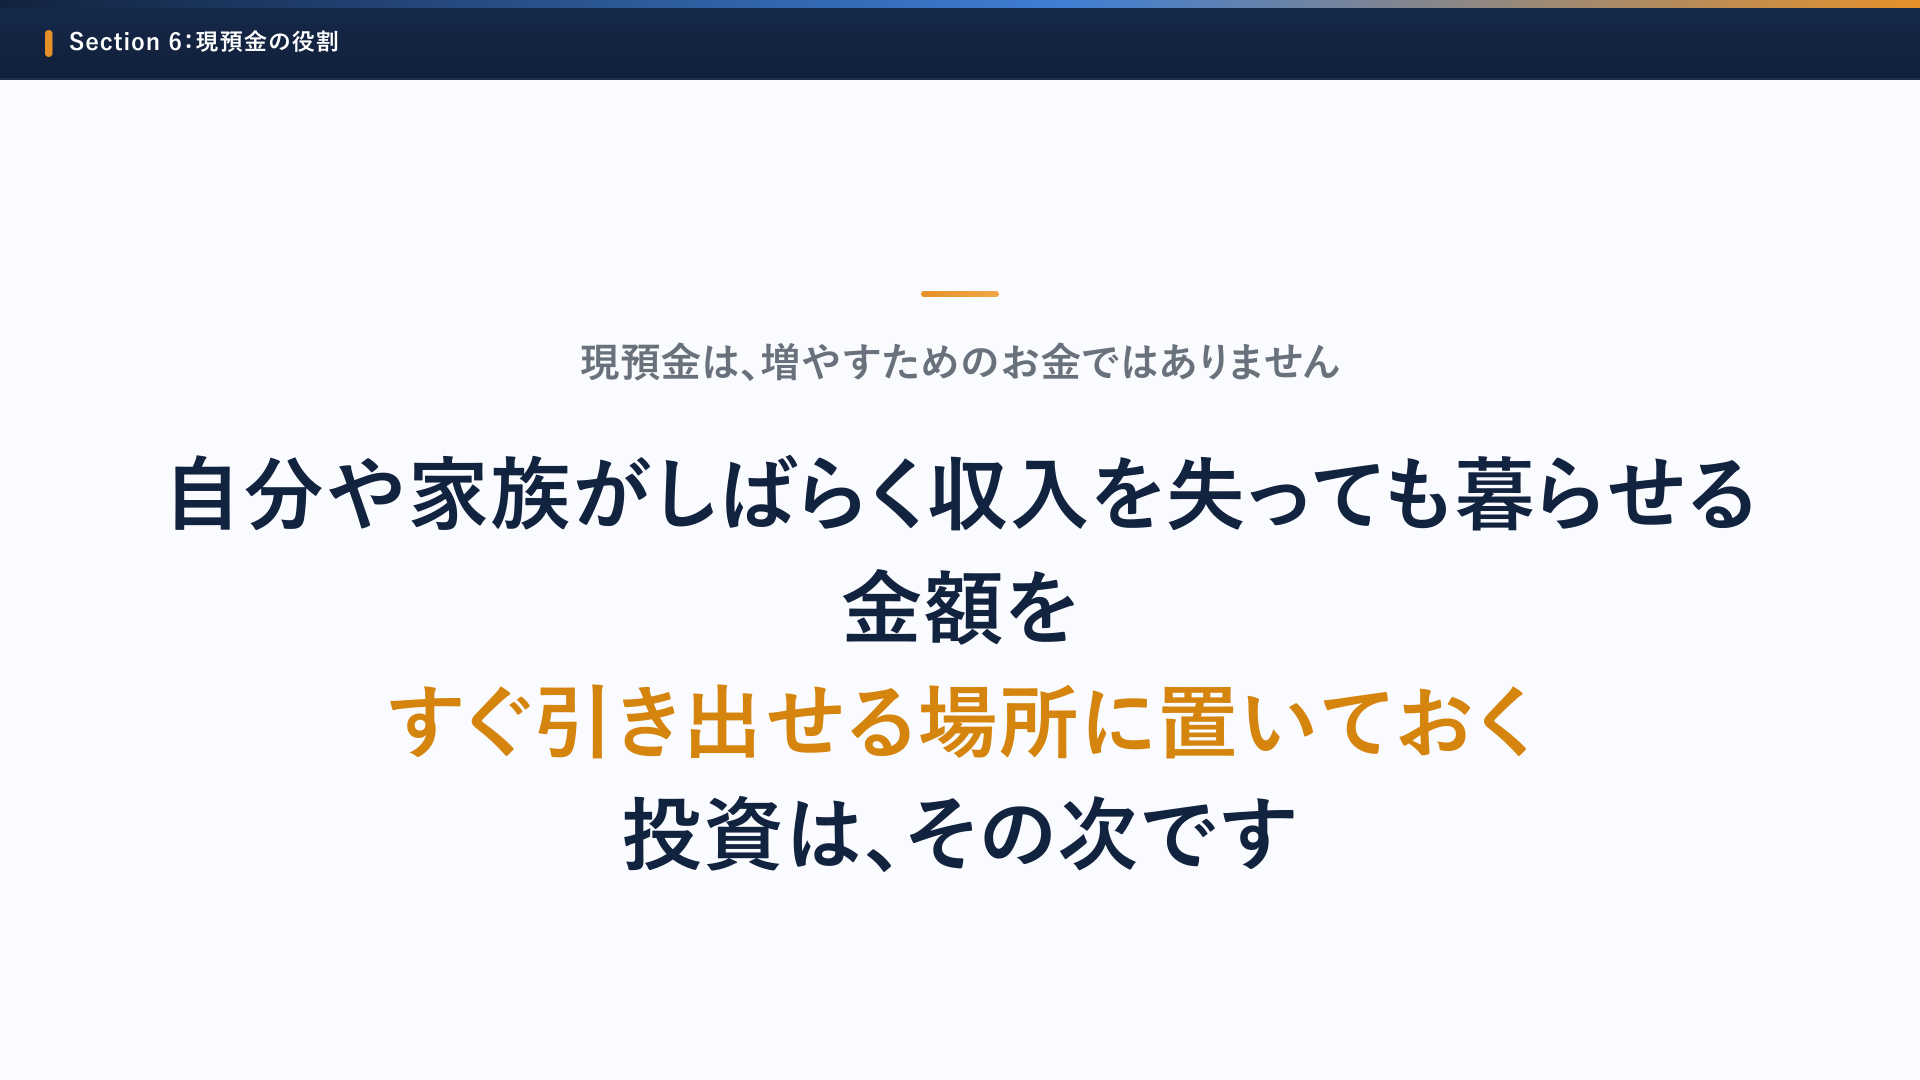 Section 6：現預金の役割
現預金は、増やすためのお金ではありません
自分や家族がしばらく収入を失っても暮らせる
金額を
すぐ引き出せる場所に置いておく
投資は、その次です